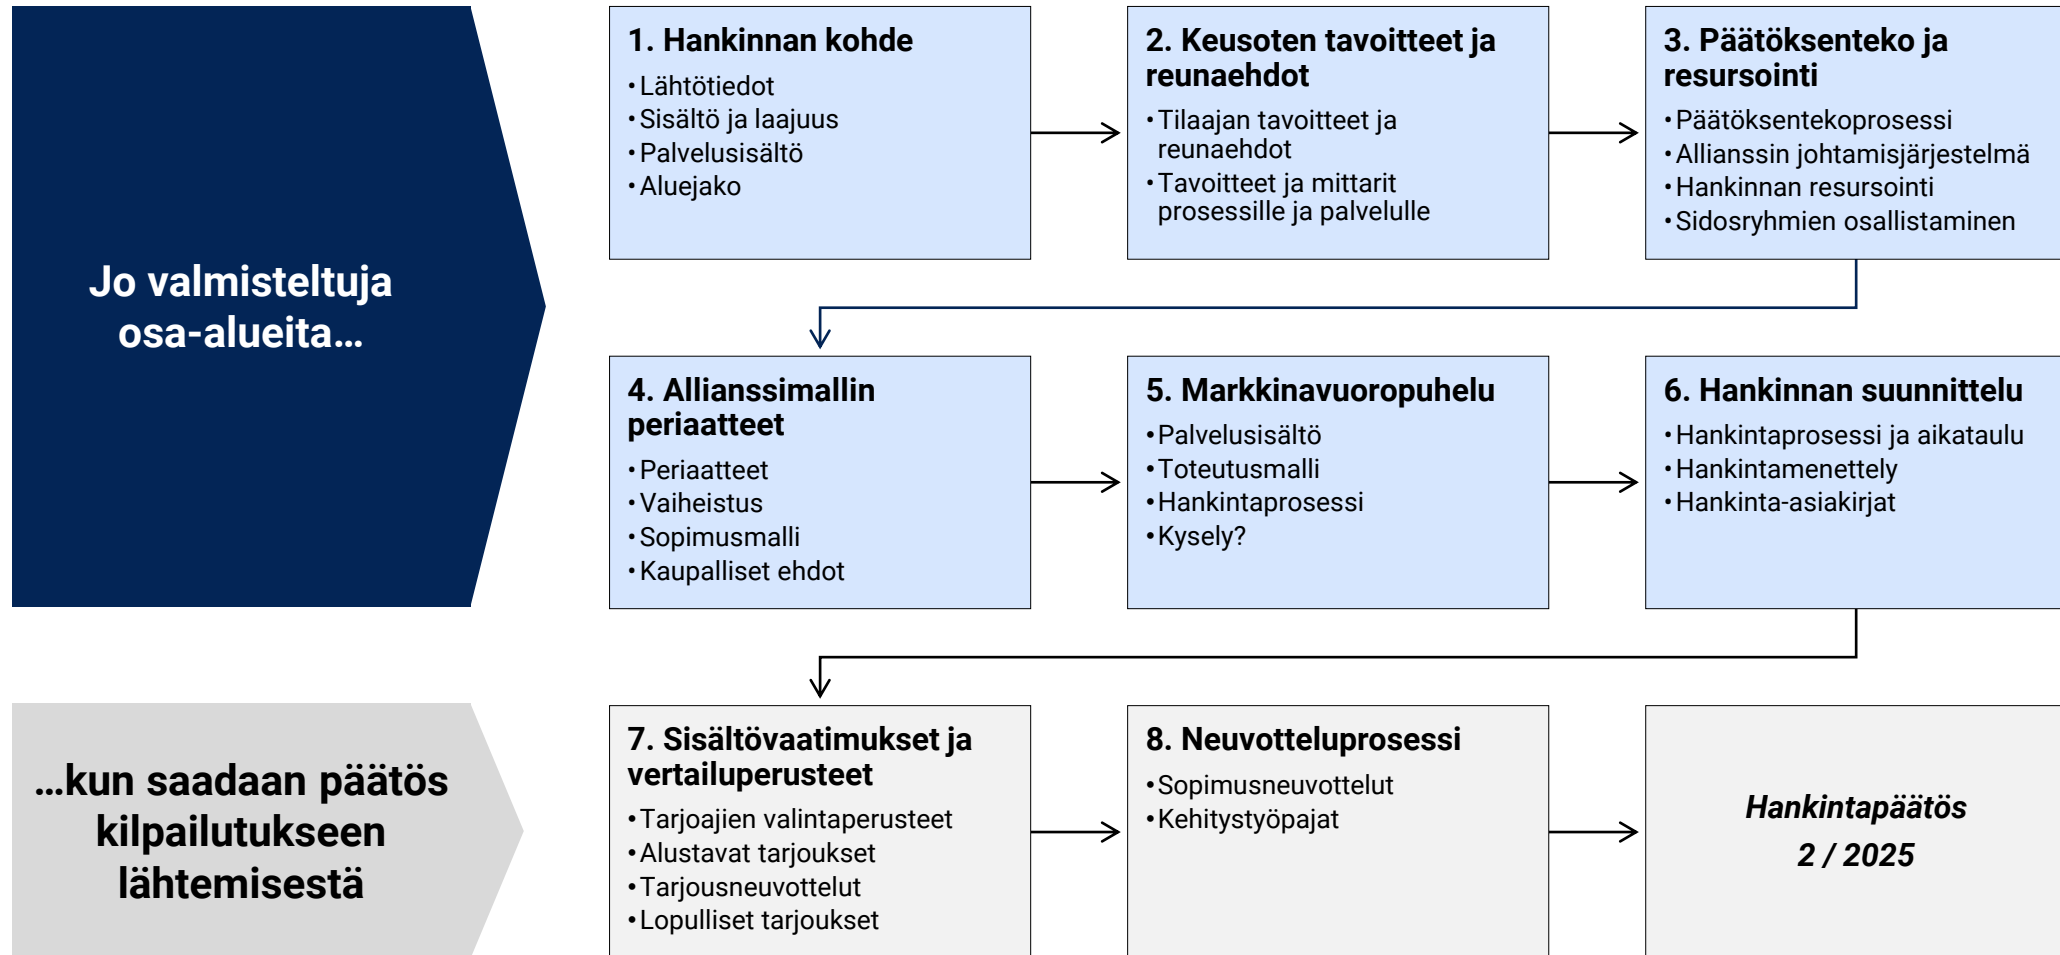 Jo valmisteltuja
osa-alueita…
1. Hankinnan kohde
•Lähtötiedot
•Sisältö ja laajuus
•Palvelusisältö
•Aluejako
2. Keusoten tavoitteet ja
reunaehdot
•Tilaajan tavoitteet ja
reunaehdot
•Tavoitteet ja mittarit
prosessille ja palvelulle
3. Päätöksenteko ja
resursointi
•Päätöksentekoprosessi
•Allianssin johtamisjärjestelmä
•Hankinnan resursointi
•Sidosryhmien osallistaminen
4. Allianssimallin
periaatteet
•Periaatteet
•Vaiheistus
•Sopimusmalli
•Kaupalliset ehdot
5. Markkinavuoropuhelu
•Palvelusisältö
•Toteutusmalli
•Hankintaprosessi
•Kysely?
6. Hankinnan suunnittelu
•Hankintaprosessi ja aikataulu
•Hankintamenettely
•Hankinta-asiakirjat
…kun saadaan päätös
kilpailutukseen
lähtemisestä
7. Sisältövaatimukset ja
vertailuperusteet
•Tarjoajien valintaperusteet
•Alustavat tarjoukset
•Tarjousneuvottelut
•Lopulliset tarjoukset
8. Neuvotteluprosessi
•Sopimusneuvottelut
•Kehitystyöpajat
Hankintapäätös
2 / 2025